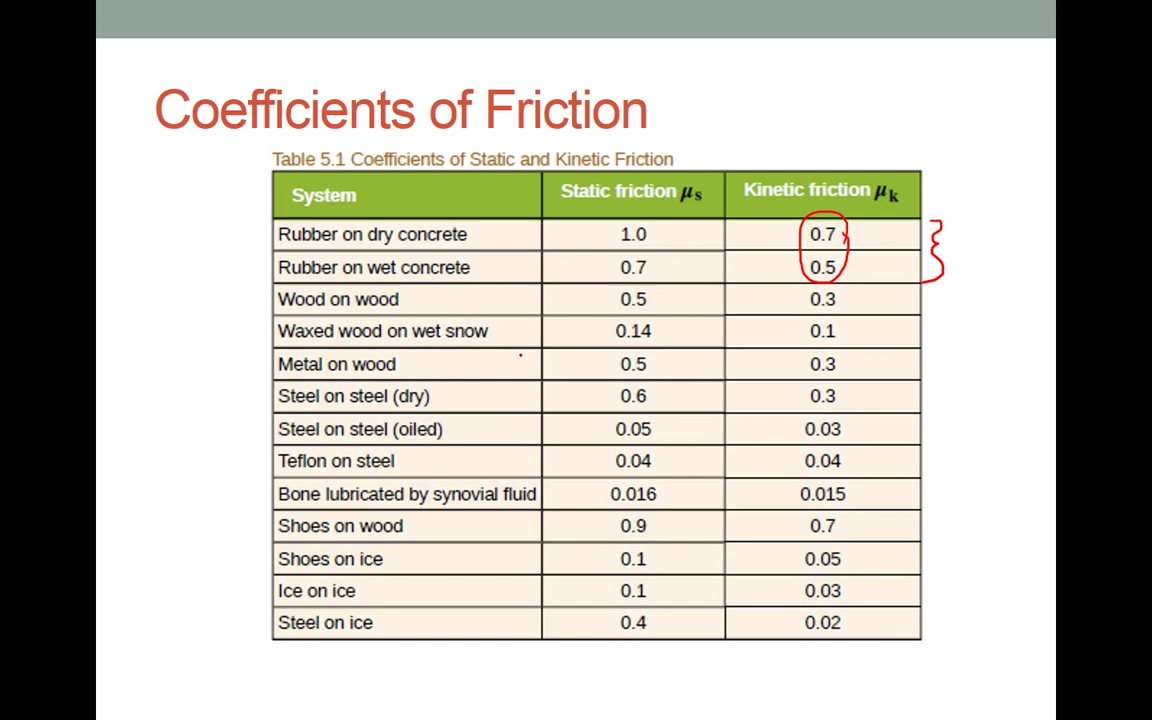 Coefficients of Friction
Table 5.1 Coefficients of Static and Kinetic Friction
System Static friction μs Kinetic friction μk
Rubber on dry concrete 1.0 0.7
Rubber on wet concrete 0.7 0.5
Wood on wood 0.5 0.3
Waxed wood on wet snow 0.14 0.1
Metal on wood 0.5 0.3
Steel on steel (dry) 0.6 0.3
Steel on steel (oiled) 0.05 0.03
Teflon on steel 0.04 0.04
Bone lubricated by synovial fluid 0.016 0.015
Shoes on wood 0.9 0.7
Shoes on ice 0.1 0.05
Ice on ice 0.1 0.03
Steel on ice 0.4 0.02